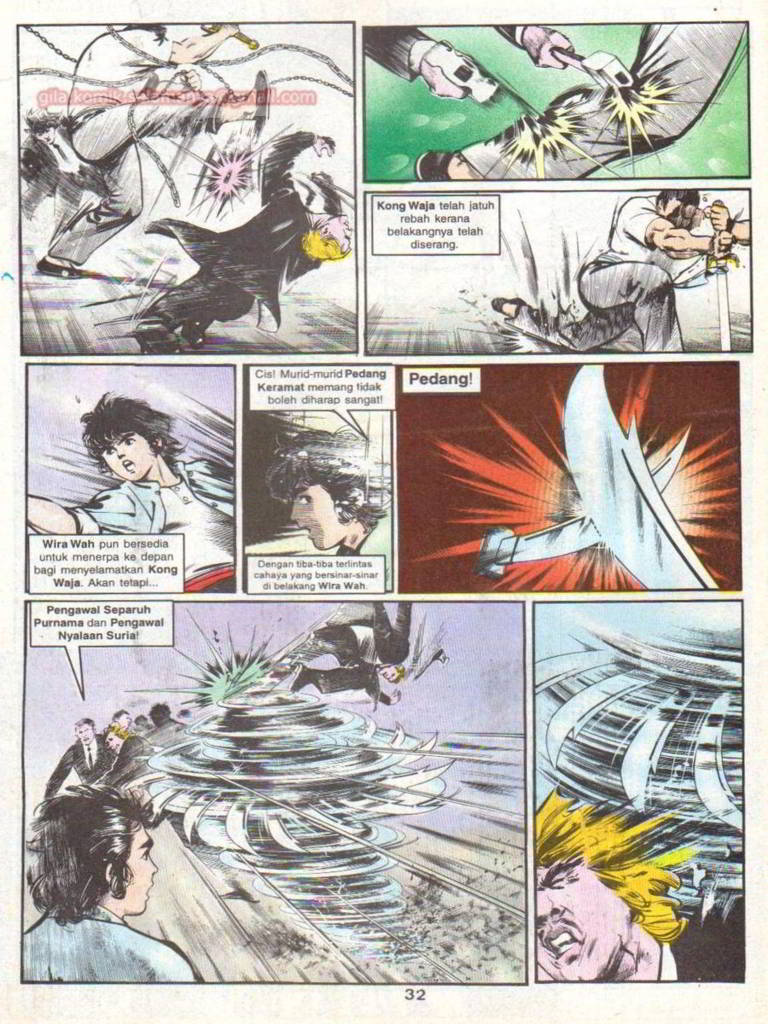 Kong Waja telah jatuh
rebah kerana
belakangnya telah
diserang.
Wira Wah pun bersedia
untuk menerpa ke depan
bagi menyelamatkan Kong
Waja. Akan tetapi...
Cis! Murid-murid Pedang
Keramat memang tidak
boleh diharap sangat!
Dengan tiba-tiba terlintas
cahaya yang bersinar-sinar
di belakang Wira Wah.
Pedang!
Pengawal Separuh
Purnama dan Pengawal
Nyalaan Suria!
32